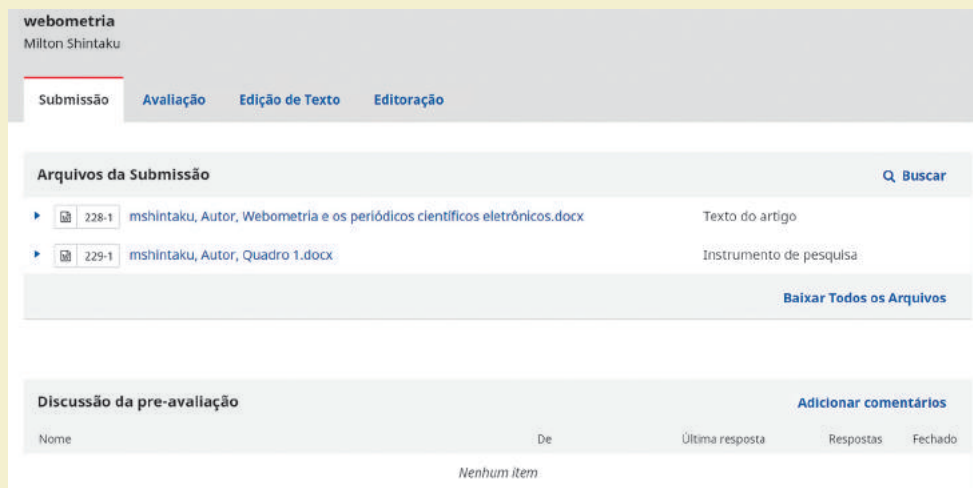 webometria
Milton Shintaku
Submissão Avaliação Edição de Texto Editoração
Arquivos da Submissão Buscar
228-1 mshintaku, Autor, Webometria e os periódicos científicos eletrônicos.docx Texto do artigo
229-1 mshintaku, Autor, Quadro 1.docx Instrumento de pesquisa
Baixar Todos os Arquivos
Discussão da pre-avaliação Adicionar comentários
Nome De Última resposta Respostas Fechado
Nenhum item